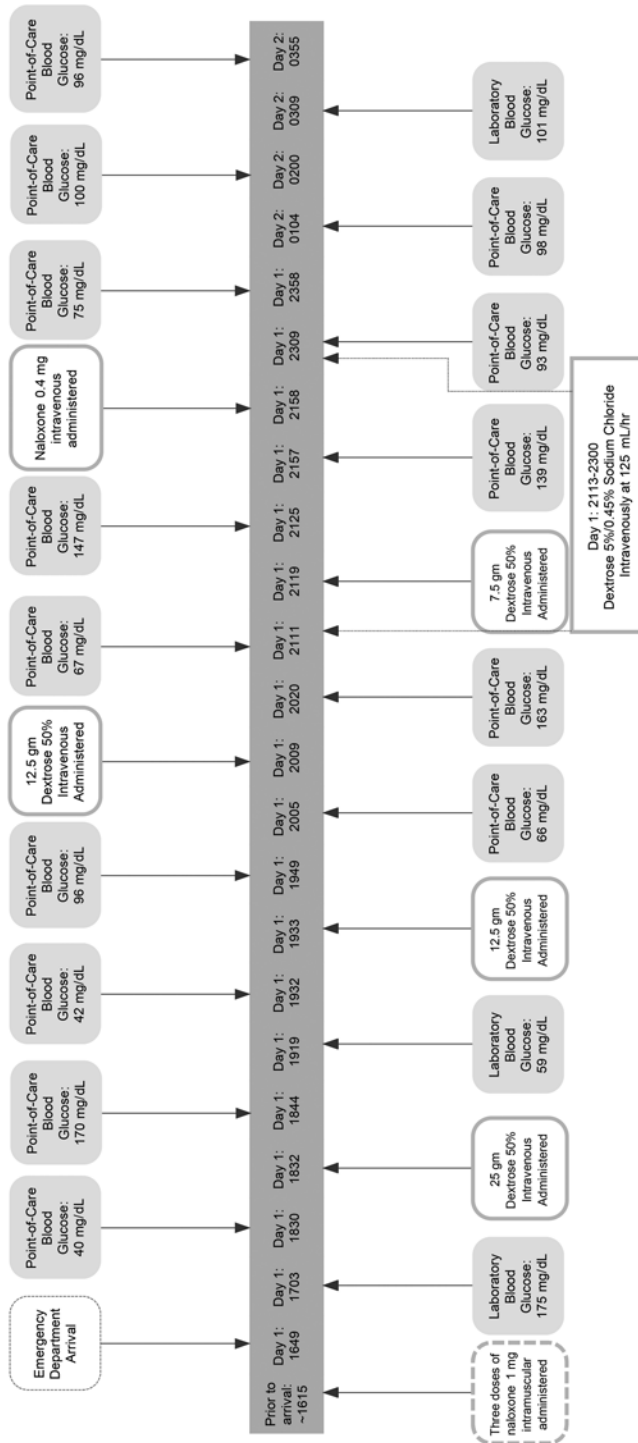 Emergency
Department
Arrival
Point-of-Care
Blood
Glucose:
40 mg/dL
Point-of-Care
Blood
Glucose:
170 mg/dL
Point-of-Care
Blood
Glucose:
42 mg/dL
Point-of-Care
Blood
Glucose:
96 mg/dL
12.5 gm
Dextrose 50%
Intravenous
Administered
Point-of-Care
Blood
Glucose:
67 mg/dL
Point-of-Care
Blood
Glucose:
147 mg/dL
Naloxone 0.4 mg
intravenous
administered
Point-of-Care
Blood
Glucose:
75 mg/dL
Point-of-Care
Blood
Glucose:
100 mg/dL
Point-of-Care
Blood
Glucose:
96 mg/dL
Prior to
arrival:
~1615
Day 1:
1649
Day 1:
1703
Day 1:
1830
Day 1:
1832
Day 1:
1844
Day 1:
1919
Day 1:
1932
Day 1:
1933
Day 1:
1949
Day 1:
2005
Day 1:
2009
Day 1:
2020
Day 1:
2111
Day 1:
2119
Day 1:
2125
Day 1:
2157
Day 1:
2158
Day 1:
2309
Day 1:
2358
Day 2:
0104
Day 2:
0200
Day 2:
0309
Day 2:
0355
Three doses of
naloxone 1 mg
intramuscular
administered
Laboratory
Blood
Glucose:
175 mg/dL
25 gm
Dextrose 50%
Intravenous
Administered
Laboratory
Blood
Glucose:
59 mg/dL
12.5 gm
Dextrose 50%
Intravenous
Administered
Point-of-Care
Blood
Glucose:
66 mg/dL
Point-of-Care
Blood
Glucose:
163 mg/dL
7.5 gm
Dextrose 50%
Intravenous
Administered
Point-of-Care
Blood
Glucose:
139 mg/dL
Point-of-Care
Blood
Glucose:
93 mg/dL
Point-of-Care
Blood
Glucose:
98 mg/dL
Laboratory
Blood
Glucose:
101 mg/dL
Day 1: 2113-2300
Dextrose 5%/0.45% Sodium Chloride
Intravenously at 125 mL/hr